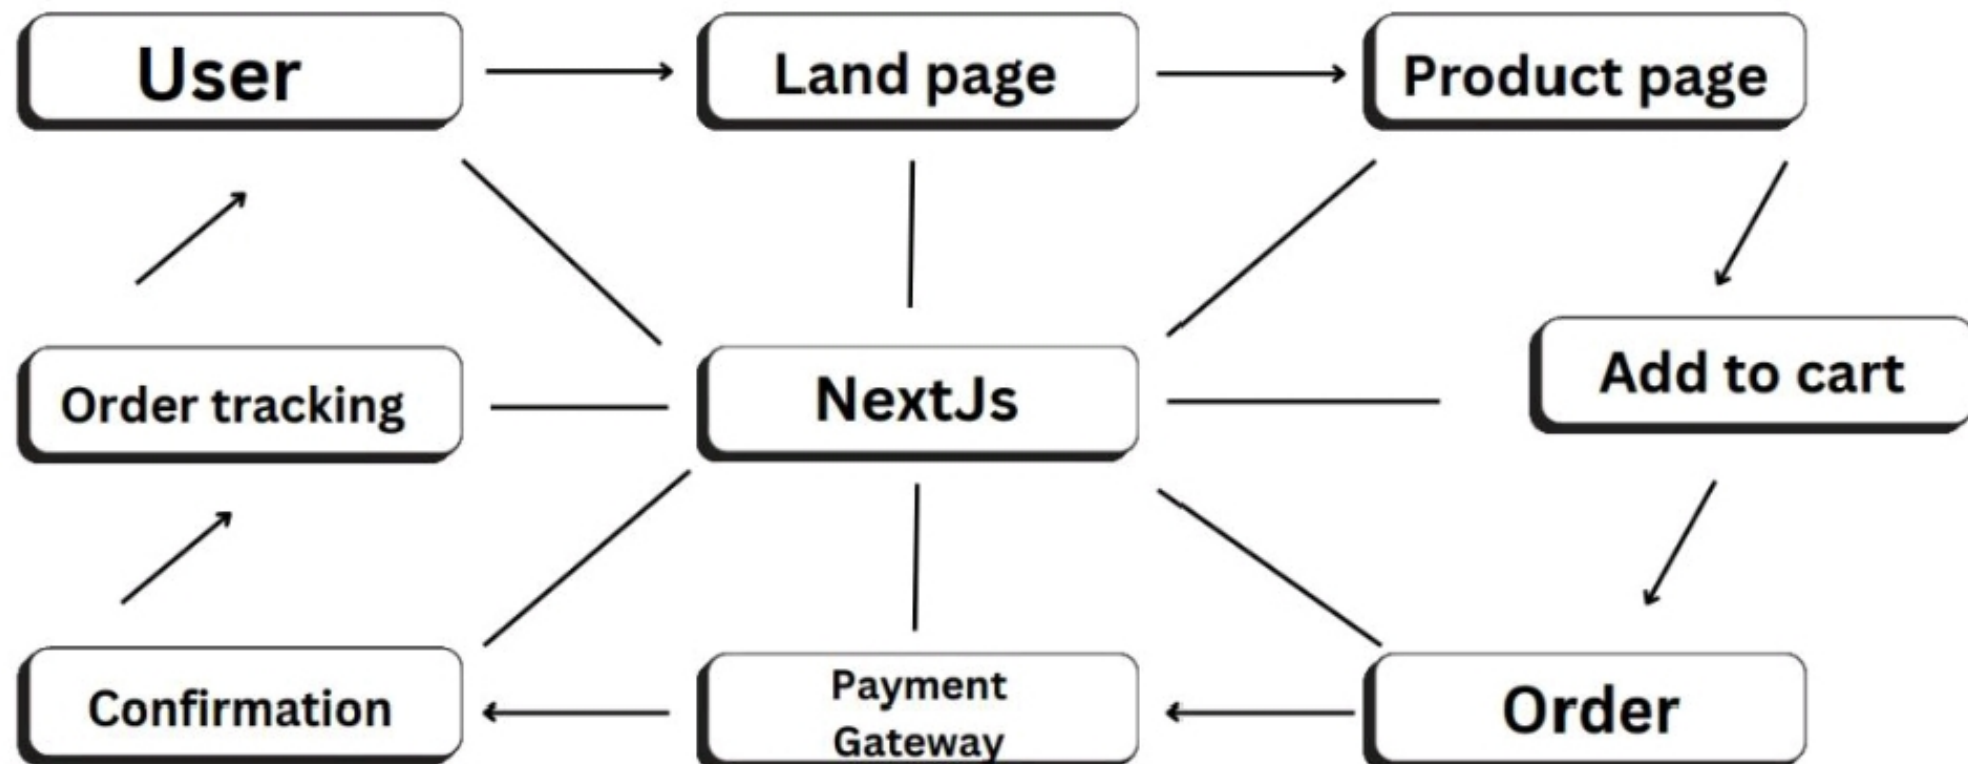 User
Land page
Product page
Order tracking
NextJs
Add to cart
Confirmation
Payment
Gateway
Order